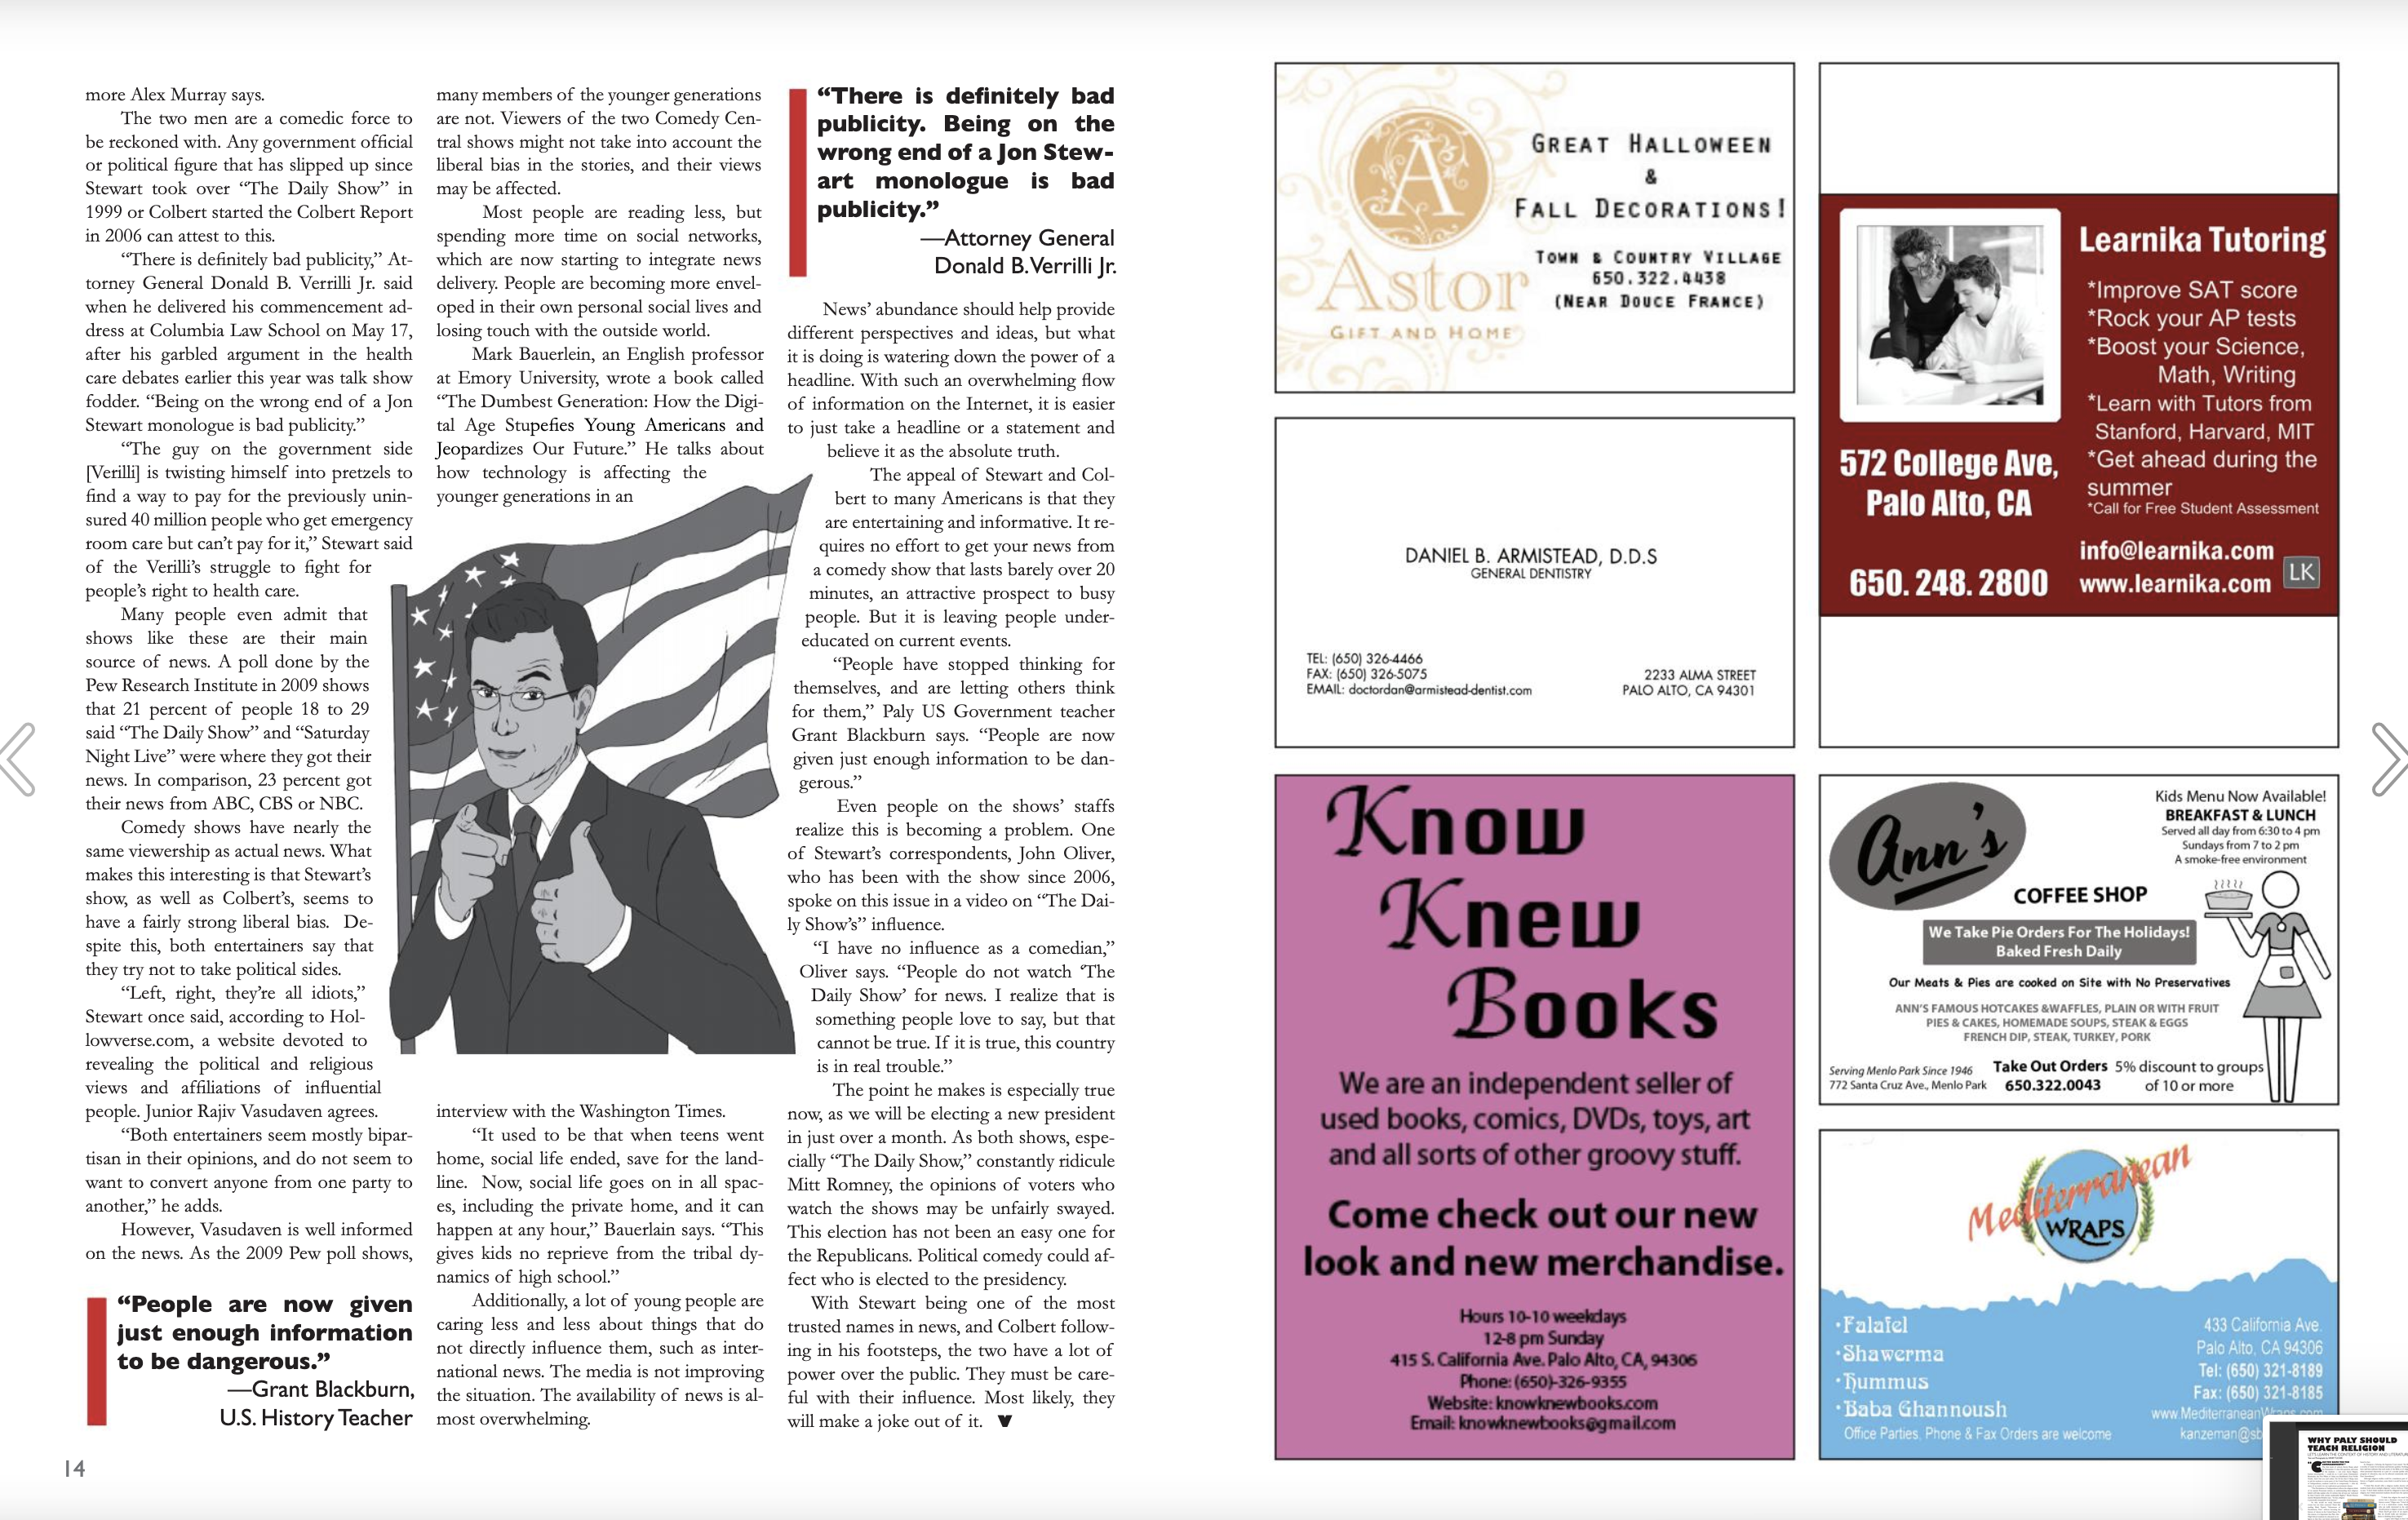 more Alex Murray says.
The two men are a comedic force to
be reckoned with. Any government official
or political figure that has slipped up since
Stewart took over “The Daily Show” in
1999 or Colbert started the Colbert Report
in 2006 can attest to this.
“There is definitely bad publicity,” At-
torney General Donald B. Verrilli Jr. said
when he delivered his commencement ad-
dress at Columbia Law School on May 17,
after his garbled argument in the health
care debates earlier this year was talk show
fodder. “Being on the wrong end of a Jon
Stewart monologue is bad publicity.”
“The guy on the government side
[Verilli] is twisting himself into pretzels to
find a way to pay for the previously unin-
sured 40 million people who get emergency
room care but can’t pay for it,” Stewart said
of the Verilli’s struggle to fight for
people’s right to health care.
Many people even admit that
shows like these are their main
source of news. A poll done by the
Pew Research Institute in 2009 shows
that 21 percent of people 18 to 29
said “The Daily Show” and “Saturday
Night Live” were where they got their
news. In comparison, 23 percent got
their news from ABC, CBS or NBC.
Comedy shows have nearly the
same viewership as actual news. What
makes this interesting is that Stewart’s
show, as well as Colbert’s, seems to
have a fairly strong liberal bias. De-
spite this, both entertainers say that
they try not to take political sides.
“Left, right, they’re all idiots,”
Stewart once said, according to Hol-
lowverse.com, a website devoted to
revealing the political and religious
views and affiliations of influential
people. Junior Rajiv Vasudaven agrees.
“Both entertainers seem mostly bipar-
tisan in their opinions, and do not seem to
want to convert anyone from one party to
another,” he adds.
However, Vasudaven is well informed
on the news. As the 2009 Pew poll shows,
“People are now given
just enough information
to be dangerous.”
—Grant Blackburn,
U.S. History Teacher
14
many members of the younger generations
are not. Viewers of the two Comedy Cen-
tral shows might not take into account the
liberal bias in the stories, and their views
may be affected.
Most people are reading less, but
spending more time on social networks,
which are now starting to integrate news
delivery. People are becoming more envel-
oped in their own personal social lives and
losing touch with the outside world.
Mark Bauerlein, an English professor
at Emory University, wrote a book called
“The Dumbest Generation: How the Digi-
tal Age Stupefies Young Americans and
Jeopardizes Our Future.” He talks about
how technology is affecting the
younger generations in an
interview with the Washington Times.
“It used to be that when teens went
home, social life ended, save for the land-
line. Now, social life goes on in all spac-
es, including the private home, and it can
happen at any hour,” Bauerlain says. “This
gives kids no reprieve from the tribal dy-
namics of high school.”
Additionally, a lot of young people are
caring less and less about things that do
not directly influence them, such as inter-
national news. The media is not improving
the situation. The availability of news is al-
most overwhelming.
“There is definitely bad
publicity. Being on the
wrong end of a Jon Stew-
art monologue is bad
publicity.”
—Attorney General
Donald B. Verrilli Jr.
News’ abundance should help provide
different perspectives and ideas, but what
it is doing is watering down the power of a
headline. With such an overwhelming flow
of information on the Internet, it is easier
to just take a headline or a statement and
believe it as the absolute truth.
The appeal of Stewart and Col-
bert to many Americans is that they
are entertaining and informative. It re-
quires no effort to get your news from
a comedy show that lasts barely over 20
minutes, an attractive prospect to busy
people. But it is leaving people under-
educated on current events.
“People have stopped thinking for
themselves, and are letting others think
for them,” Paly US Government teacher
Grant Blackburn says. “People are now
given just enough information to be dan-
gerous.”
Even people on the shows’ staffs
realize this is becoming a problem. One
of Stewart’s correspondents, John Oliver,
who has been with the show since 2006,
spoke on this issue in a video on “The Dai-
ly Show’s” influence.
“I have no influence as a comedian,”
Oliver says. “People do not watch ‘The
Daily Show’ for news. I realize that is
something people love to say, but that
cannot be true. If it is true, this country
is in real trouble.”
The point he makes is especially true
now, as we will be electing a new president
in just over a month. As both shows, espe-
cially “The Daily Show,” constantly ridicule
Mitt Romney, the opinions of voters who
watch the shows may be unfairly swayed.
This election has not been an easy one for
the Republicans. Political comedy could af-
fect who is elected to the presidency.
With Stewart being one of the most
trusted names in news, and Colbert follow-
ing in his footsteps, the two have a lot of
power over the public. They must be care-
ful with their influence. Most likely, they
will make a joke out of it. V
A
Astor
GIFT AND HOME
GREAT HALLOWEEN
&
FALL DECORATIONS!
TOWN & COUNTRY VILLAGE
650.322.4438
(NEAR DOUCE FRANCE)
DANIEL B. ARMISTEAD, D.D.S
GENERAL DENTISTRY
TEL: (650) 326-4466
FAX: (650) 326-5075
EMAIL: doctordan@armistead-dentist.com
2233 ALMA STREET
PALO ALTO, CA 94301
Know
Knew
Books
We are an independent seller of
used books, comics, DVDs, toys, art
and all sorts of other groovy stuff.
Come check out our new
look and new merchandise.
Hours 10-10 weekdays
12-8 pm Sunday
415 S. California Ave. Palo Alto, CA, 94306
Phone: (650)-326-9355
Website: knowknewbooks.com
Email: knowknewbooks@gmail.com
Learnika Tutoring
*Improve SAT score
*Rock your AP tests
*Boost your Science,
Math, Writing
*Learn with Tutors from
Stanford, Harvard, MIT
*Get ahead during the
summer
*Call for Free Student Assessment
572 College Ave,
Palo Alto, CA
650. 248. 2800
info@learnika.com
www.learnika.com
LK
Ann's
COFFEE SHOP
Kids Menu Now Available!
BREAKFAST & LUNCH
Served all day from 6:30 to 4 pm
Sundays from 7 to 2 pm
A smoke-free environment
We Take Pie Orders For The Holidays!
Baked Fresh Daily
Our Meats & Pies are cooked on Site with No Preservatives
ANN'S FAMOUS HOTCAKES &WAFFLES, PLAIN OR WITH FRUIT
PIES & CAKES, HOMEMADE SOUPS, STEAK & EGGS
FRENCH DIP, STEAK, TURKEY, PORK
Serving Menlo Park Since 1946
772 Santa Cruz Ave., Menlo Park
Take Out Orders
650.322.0043
5% discount to groups
of 10 or more
Mediterranean
WRAPS
•Falafel
•Shawerma
•Hummus
•Baba Ghannoush
Office Parties, Phone & Fax Orders are welcome
433 California Ave.
Palo Alto, CA 94306
Tel: (650) 321-8189
Fax: (650) 321-8185
www.MediterraneanWraps.com
kanzeman@sb
WHY PALY SHOULD
TEACH RELIGION